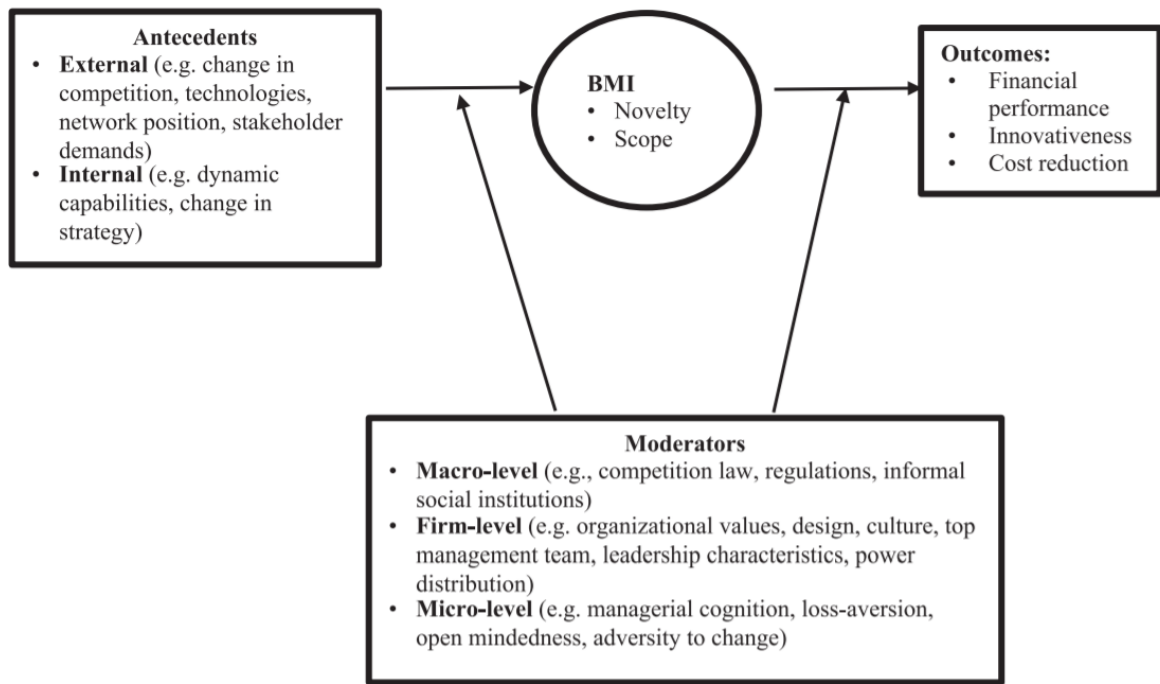 Antecedents
• External (e.g. change in
competition, technologies,
network position, stakeholder
demands)
• Internal (e.g. dynamic
capabilities, change in
strategy)
BMI
• Novelty
• Scope
Outcomes:
• Financial
performance
• Innovativeness
• Cost reduction
Moderators
• Macro-level (e.g., competition law, regulations, informal
social institutions)
• Firm-level (e.g. organizational values, design, culture, top
management team, leadership characteristics, power
distribution)
• Micro-level (e.g. managerial cognition, loss-aversion,
open mindedness, adversity to change)